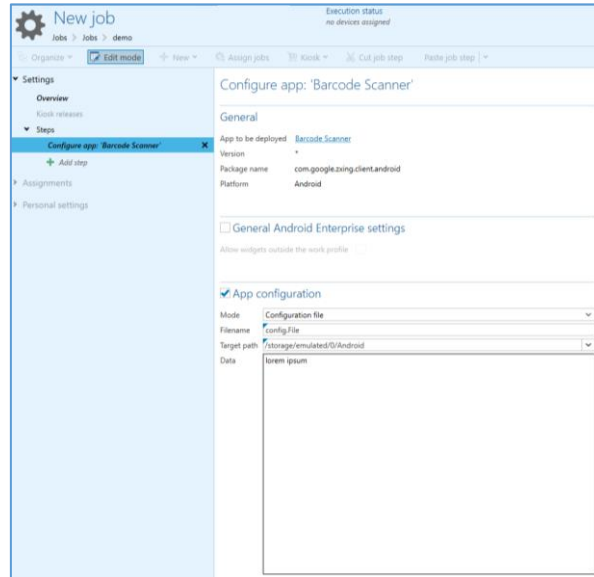 New job
Jobs > Jobs > demo
Execution status
no devices assigned
Organize
Edit mode
+ New
Assign jobs
Kiosk
Cut job step
Paste job step
Settings
Overview
Kiosk releases
Steps
Configure app: 'Barcode Scanner' X
+ Add step
Assignments
Personal settings
Configure app: 'Barcode Scanner'
General
App to be deployed Barcode Scanner
Version *
Package name com.google.zxing.client.android
Platform Android
General Android Enterprise settings
Allow widgets outside the work profile
App configuration
Mode Configuration file
Filename config.File
Target path /storage/emulated/0/Android
Data lorem ipsum